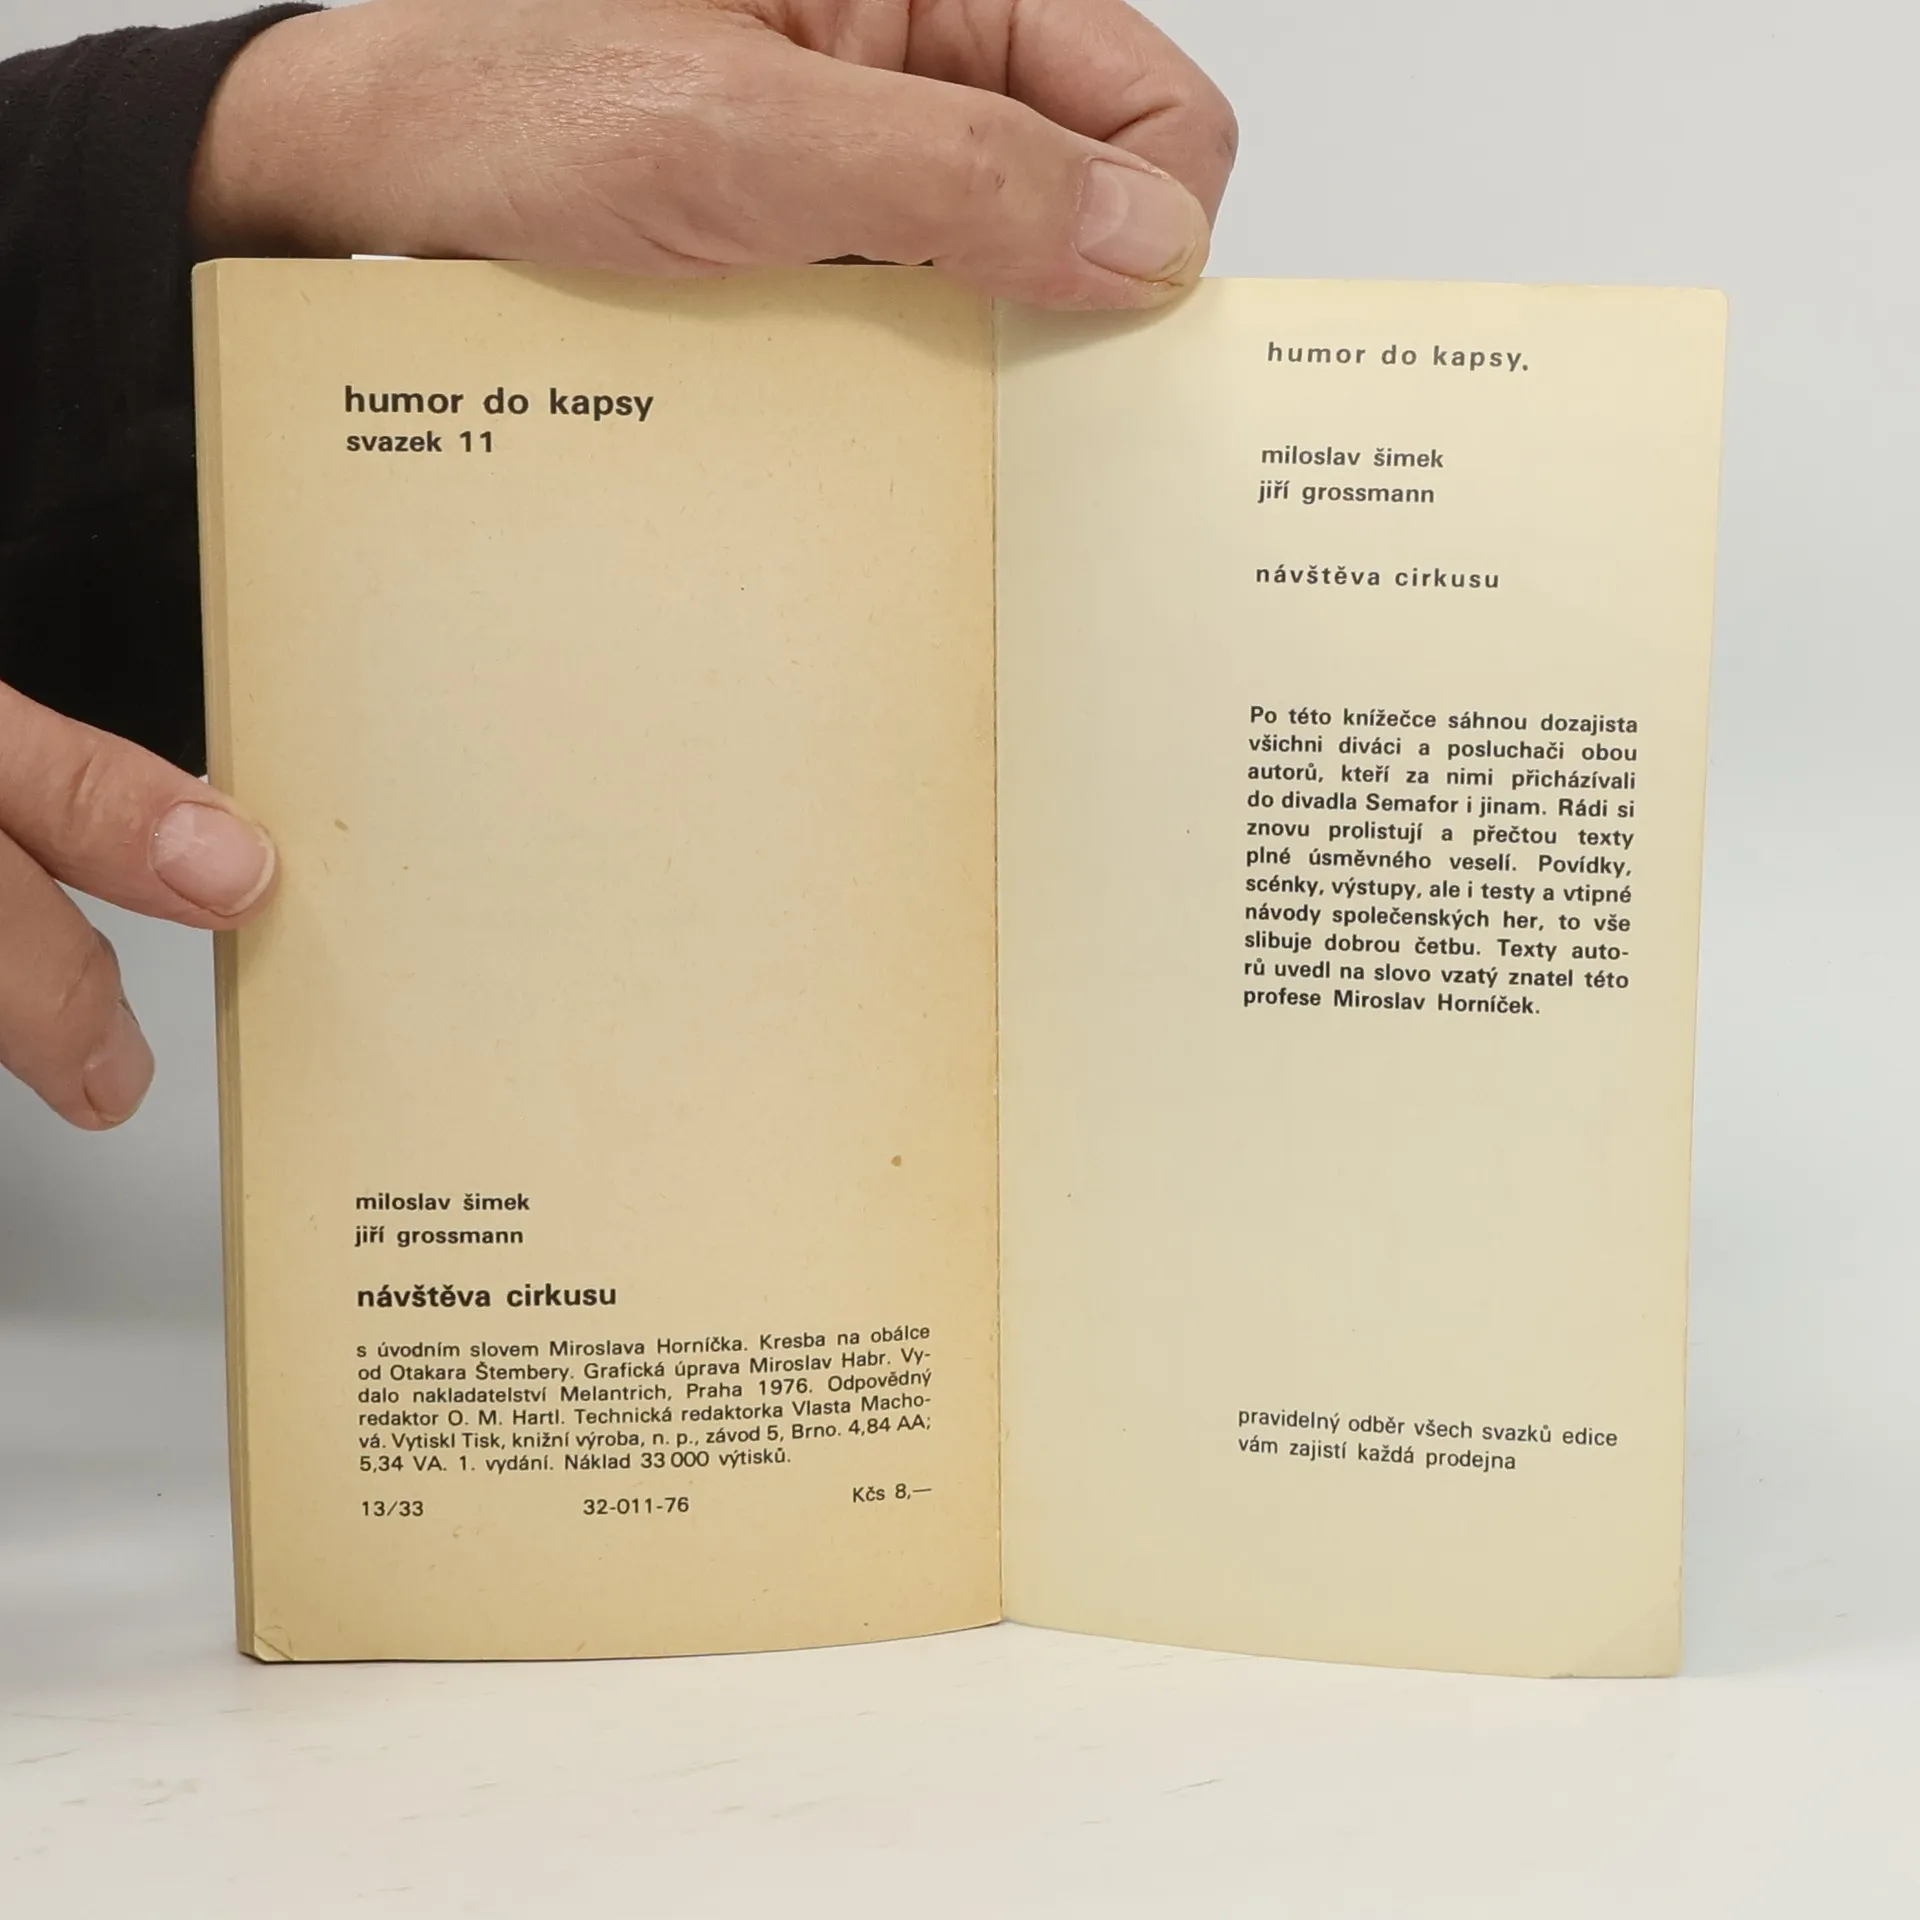 humor do kapsy
svazek 11
miloslav šimek
jiří grossmann
návštěva cirkusu
s úvodním slovem Miroslava Horníčka. Kresba na obálce
od Otakara Štembery. Grafická úprava Miroslav Habr. Vy-
dalo nakladatelství Melantrich, Praha 1976. Odpovědný
redaktor O. M. Hartl. Technická redaktorka Vlasta Macho-
vá. Vytiskl Tisk, knižní výroba, n. p., závod 5, Brno. 4,84 AA;
5,34 VA. 1. vydání. Náklad 33 000 výtisků.
13/33 32-011-76 Kčs 8,—
humor do kapsy.
miloslav šimek
jiří grossmann
návštěva cirkusu
Po této knížečce sáhnou dozajista
všichni diváci a posluchači obou
autorů, kteří za nimi přicházívali
do divadla Semafor i jinam. Rádi si
znovu prolistují a přečtou texty
plné úsměvného veselí. Povídky,
scénky, výstupy, ale i testy a vtipné
návody společenských her, to vše
slibuje dobrou četbu. Texty auto-
rů uvedl na slovo vzatý znatel této
profese Miroslav Horníček.
pravidelný odběr všech svazků edice
vám zajistí každá prodejna